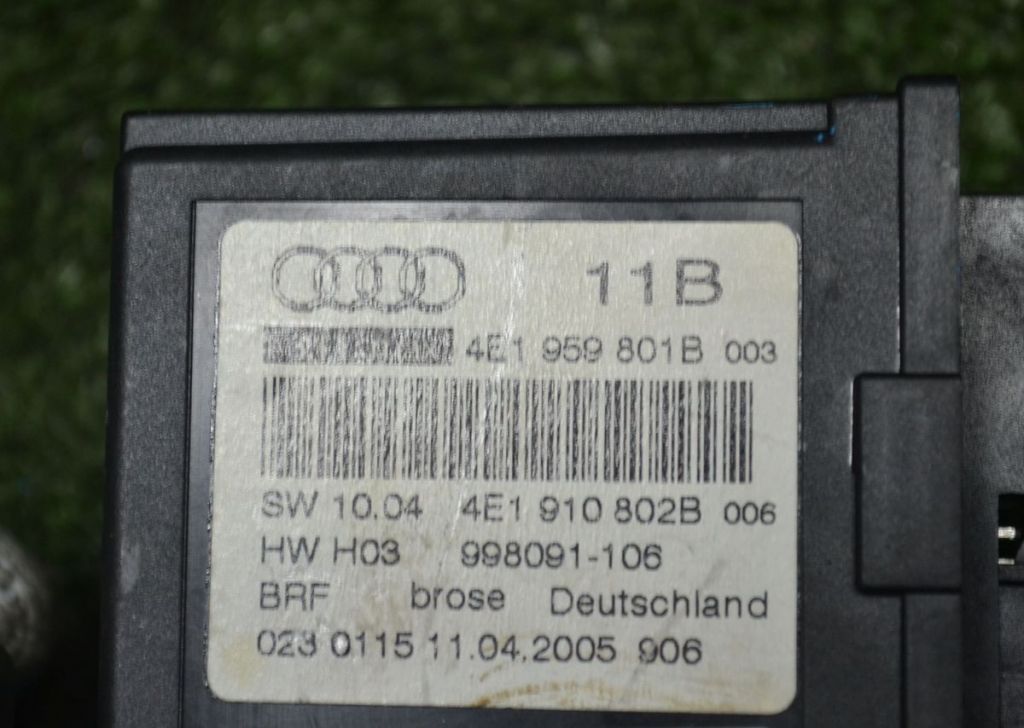 11B
4E1 959 801B 003
SW 10.04 4E1 910 802B 006
HW H03 998091-106
BRF brose Deutschland
023 0115 11.04.2005 906